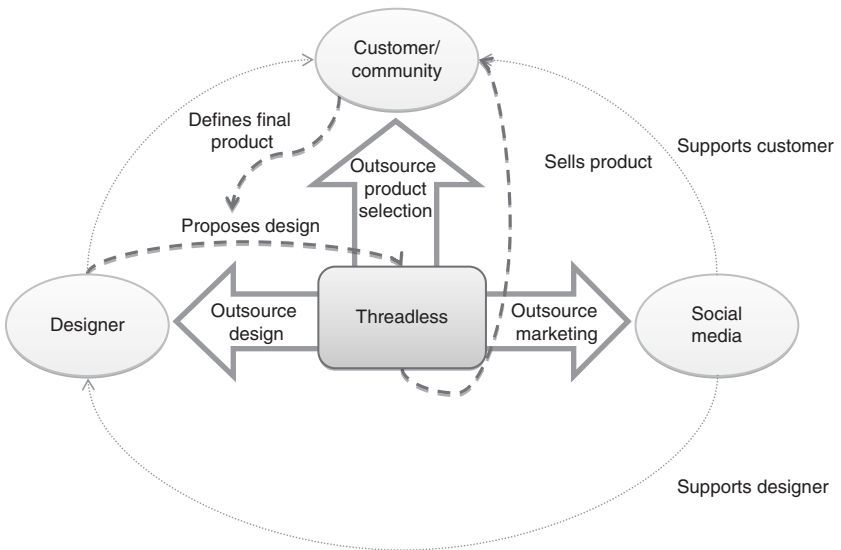 Customer/
community
Defines final
product
Outsource
product
selection
Sells product
Supports customer
Proposes design
Designer
Outsource
design
Threadless
Outsource
marketing
Social
media
Supports designer